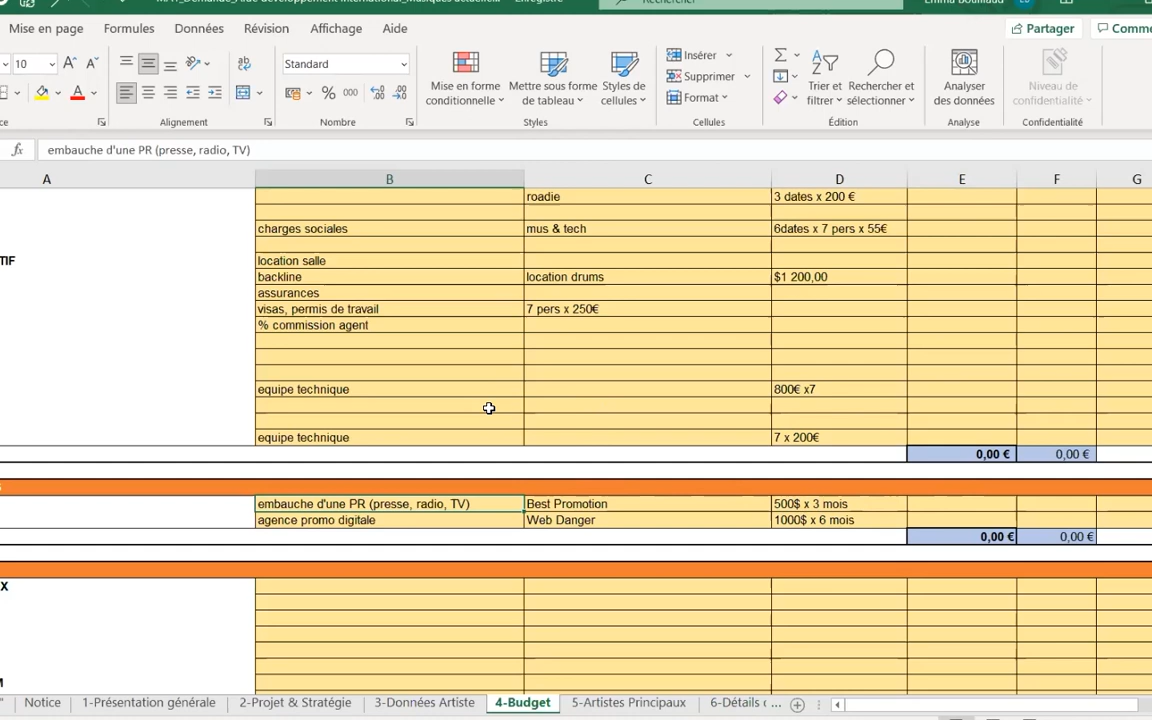 Rechercher
Mise en page Formules Données Révision Affichage Aide Partager
10 Standard Mise en forme conditionnelle Mettre sous forme de tableau Styles de cellules Insérer Supprimer Format Trier et filtrer Rechercher et sélectionner Analyser des données Niveau de confidentialité
% 000
Alignement Nombre Styles Cellules Édition Analyse Confidentialité
fx embauche d'une PR (presse, radio, TV)
A B C D E F G
roadie 3 dates x 200 €
charges sociales mus & tech 6dates x 7 pers x 55€
TIF location salle
backline location drums $1 200,00
assurances
visas, permis de travail 7 pers x 250€
% commission agent
equipe technique 800€ x7
equipe technique 7 x 200€
0,00 € 0,00 €
embauche d'une PR (presse, radio, TV) Best Promotion 500$ x 3 mois
agence promo digitale Web Danger 1000$ x 6 mois
0,00 € 0,00 €
X
M
Notice 1-Présentation générale 2-Projet & Stratégie 3-Données Artiste 4-Budget 5-Artistes Principaux 6-Détails ...